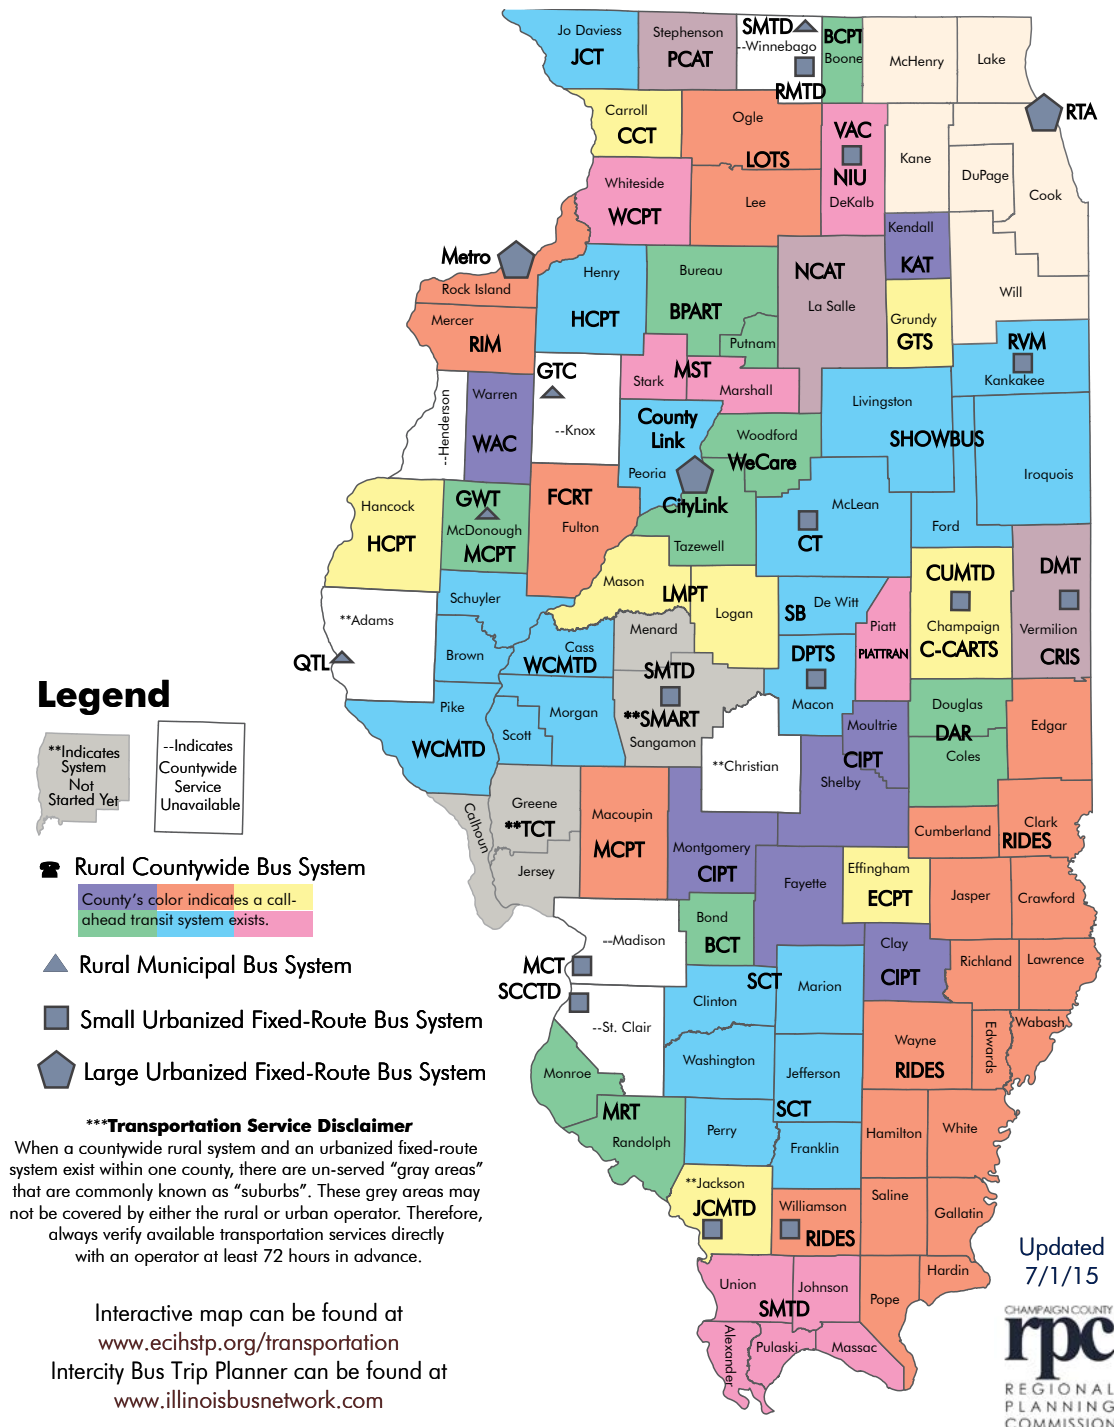 Jo Daviess
JCT
Stephenson
PCAT
SMTD
--Winnebago
RMTD
BCPT
Boone
McHenry
Lake
RTA
Carroll
CCT
Ogle
LOTS
Lee
VAC
NIU
DeKalb
Kane
DuPage
Cook
Whiteside
WCPT
Kendall
KAT
Metro
Rock Island
Henry
HCPT
Bureau
BPART
Putnam
NCAT
La Salle
Will
Grundy
GTS
Mercer
RIM
RVM
Kankakee
GTC
--Knox
Stark
MST
Marshall
--Henderson
Warren
WAC
County
Link
Peoria
Woodford
WeCare
Livingston
SHOWBUS
Iroquois
CityLink
Tazewell
Hancock
HCPT
GWT
McDonough
MCPT
FCRT
Fulton
McLean
CT
Ford
Mason
LMPT
Logan
SB
De Witt
CUMTD
Champaign
C-CARTS
DMT
Vermilion
CRIS
Schuyler
**Adams
QTL
Brown
Cass
WCMTD
Menard
SMTD
**SMART
Sangamon
Piatt
PIATTRAN
DPTS
Macon
Pike
WCMTD
Scott
Morgan
Moultrie
CIPT
Shelby
Douglas
DAR
Coles
Edgar
**Christian
Calhoun
Greene
**TCT
Jersey
Macoupin
MCPT
Montgomery
CIPT
Cumberland
Clark
RIDES
Fayette
Effingham
ECPT
Jasper
Crawford
Bond
BCT
--Madison
MCT
SCCTD
--St. Clair
Clay
CIPT
Richland
Lawrence
SCT
Clinton
Marion
Washington
Wayne
RIDES
Edwards
Wabash
Monroe
MRT
Randolph
Jefferson
SCT
Perry
Franklin
Hamilton
White
**Jackson
JCMTD
Williamson
RIDES
Saline
Gallatin
Union
SMTD
Johnson
Pope
Hardin
Alexander
Pulaski
Massac
Legend
**Indicates
System
Not
Started Yet
--Indicates
Countywide
Service
Unavailable
Rural Countywide Bus System
County's color indicates a call-
ahead transit system exists.
Rural Municipal Bus System
Small Urbanized Fixed-Route Bus System
Large Urbanized Fixed-Route Bus System
***Transportation Service Disclaimer
When a countywide rural system and an urbanized fixed-route
system exist within one county, there are un-served “gray areas”
that are commonly known as “suburbs”. These grey areas may
not be covered by either the rural or urban operator. Therefore,
always verify available transportation services directly
with an operator at least 72 hours in advance.
Interactive map can be found at
www.ecihstp.org/transportation
Intercity Bus Trip Planner can be found at
www.illinoisbusnetwork.com
Updated
7/1/15
CHAMPAIGN COUNTY
rpc
REGIONAL
PLANNING
COMMISSION